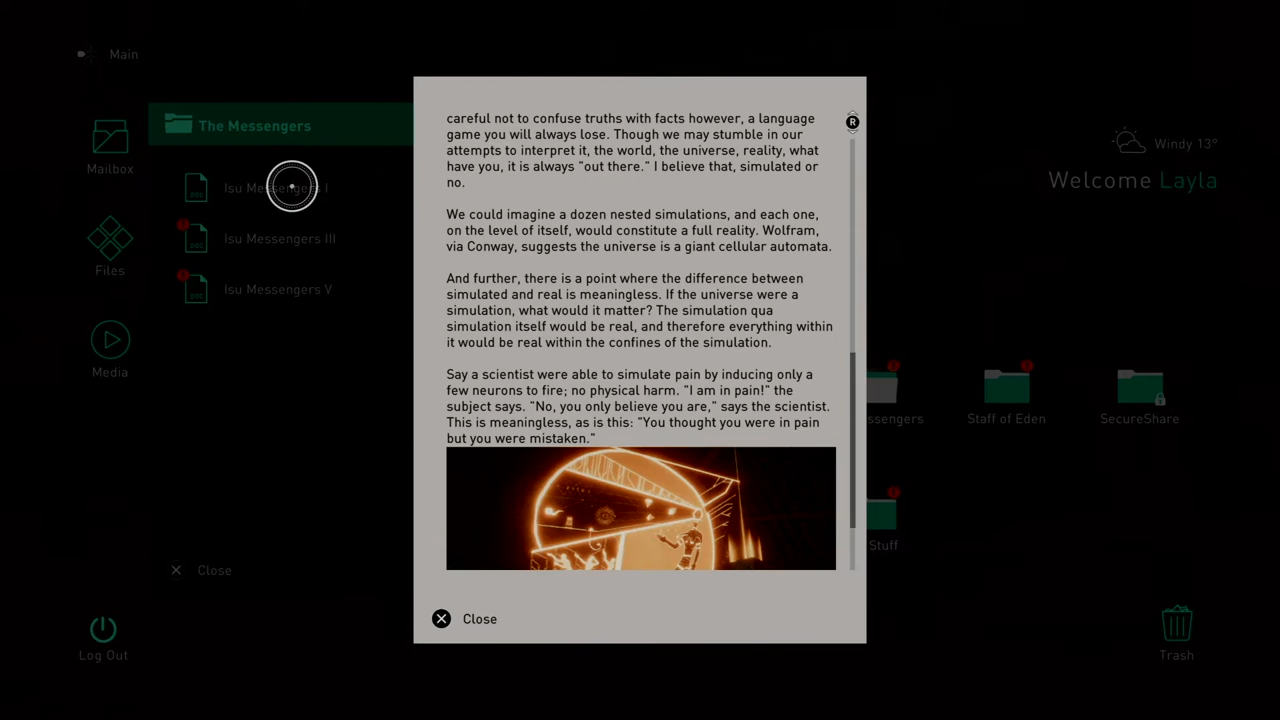 Main
The Messengers
Mailbox
Isu Messengers I
Isu Messengers III
Files
Isu Messengers V
Media
Close
Log Out
careful not to confuse truths with facts however, a language
game you will always lose. Though we may stumble in our
attempts to interpret it, the world, the universe, reality, what
have you, it is always "out there." I believe that, simulated or
no.
We could imagine a dozen nested simulations, and each one,
on the level of itself, would constitute a full reality. Wolfram,
via Conway, suggests the universe is a giant cellular automata.
And further, there is a point where the difference between
simulated and real is meaningless. If the universe were a
simulation, what would it matter? The simulation qua
simulation itself would be real, and therefore everything within
it would be real within the confines of the simulation.
Say a scientist were able to simulate pain by inducing only a
few neurons to fire; no physical harm. "I am in pain!" the
subject says. "No, you only believe you are," says the scientist.
This is meaningless, as is this: "You thought you were in pain
but you were mistaken."
R
Close
Windy 13°
Welcome Layla
ssengers
Staff of Eden
SecureShare
Stuff
Trash